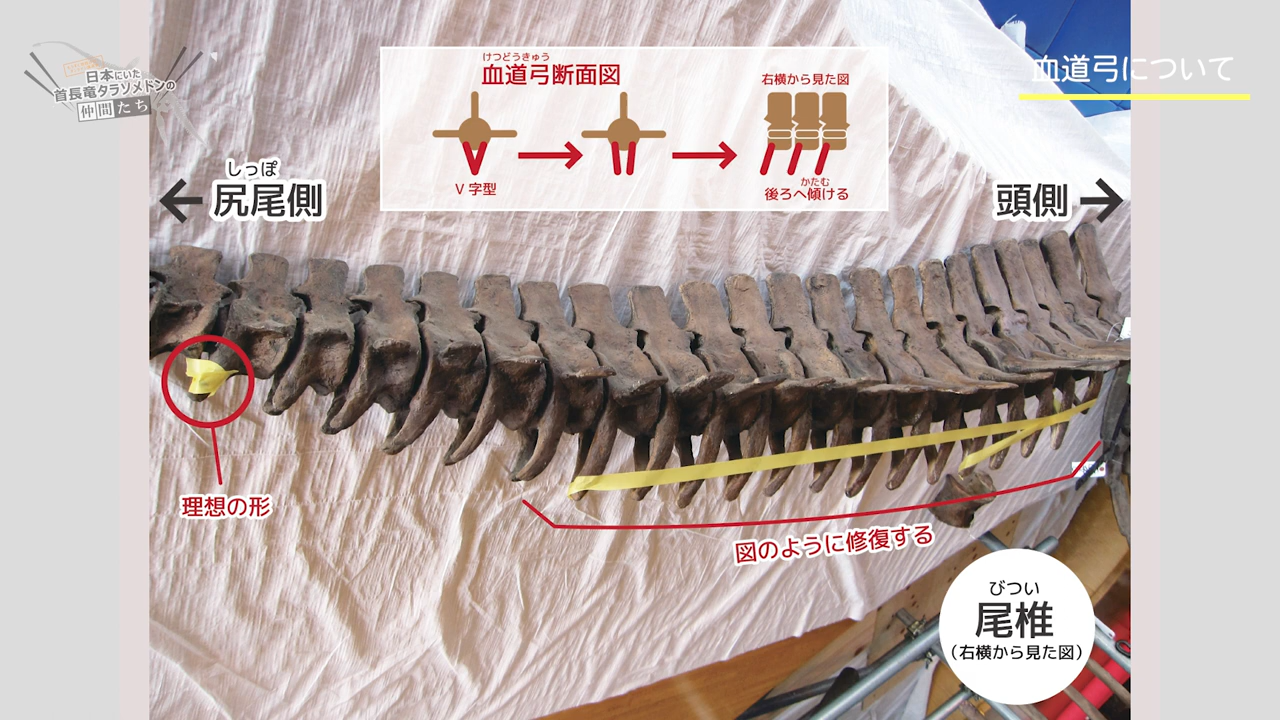 日本にいた
首長竜タラソメドンの
仲間たち
血道弓について
けつどうきゅう
血道弓断面図
V字型
右横から見た図
かたむ
後ろへ傾ける
しっぽ
← 尻尾側
頭側 →
理想の形
図のように修復する
びつい
尾椎
（右横から見た図）